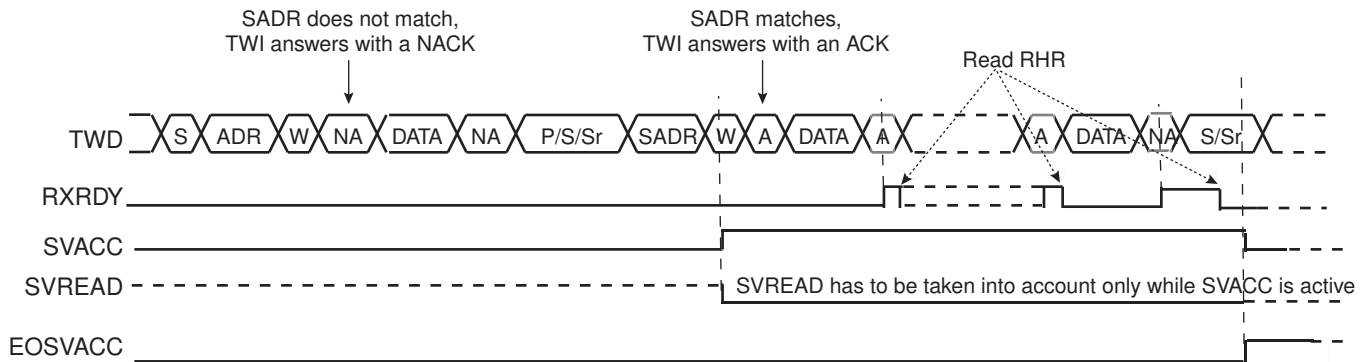 SADR does not match,
TWI answers with a NACK
SADR matches,
TWI answers with an ACK
Read RHR
TWD S ADR W NA DATA NA P/S/Sr SADR W A DATA A A DATA NA S/Sr
RXRDY
SVACC
SVREAD SVREAD has to be taken into account only while SVACC is active
EOSVACC